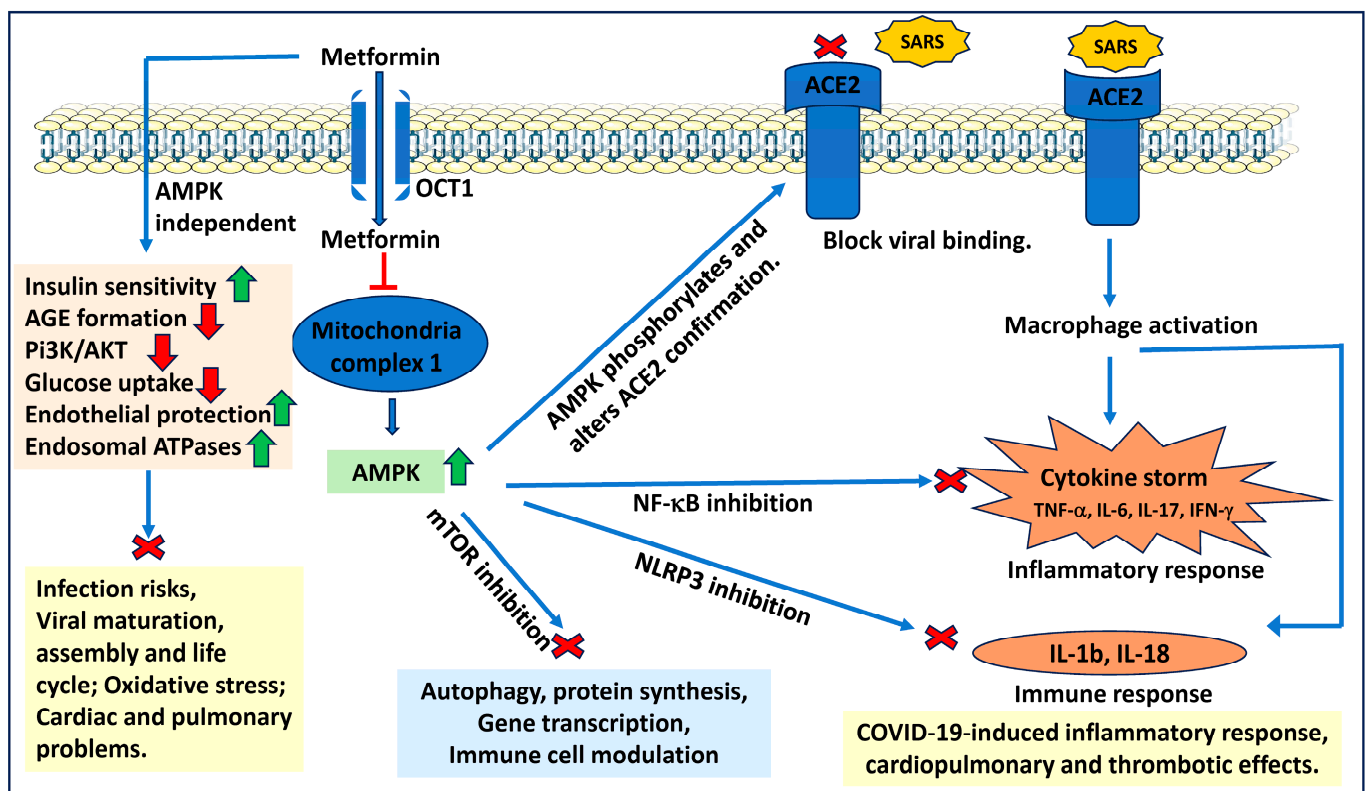 Metformin
SARS
SARS
ACE2
ACE2
OCT1
AMPK
independent
Metformin
Block viral binding.
Insulin sensitivity
AGE formation
Pi3K/AKT
Glucose uptake
Endothelial protection
Endosomal ATPases
Mitochondria
complex 1
AMPK
AMPK phosphorylates and
alters ACE2 confirmation.
Macrophage activation
NF-κB inhibition
Cytokine storm
TNF-α, IL-6, IL-17, IFN-γ
Inflammatory response
mTOR inhibition
NLRP3 inhibition
IL-1b, IL-18
Immune response
Infection risks,
Viral maturation,
assembly and life
cycle; Oxidative stress;
Cardiac and pulmonary
problems.
Autophagy, protein synthesis,
Gene transcription,
Immune cell modulation
COVID-19-induced inflammatory response,
cardiopulmonary and thrombotic effects.